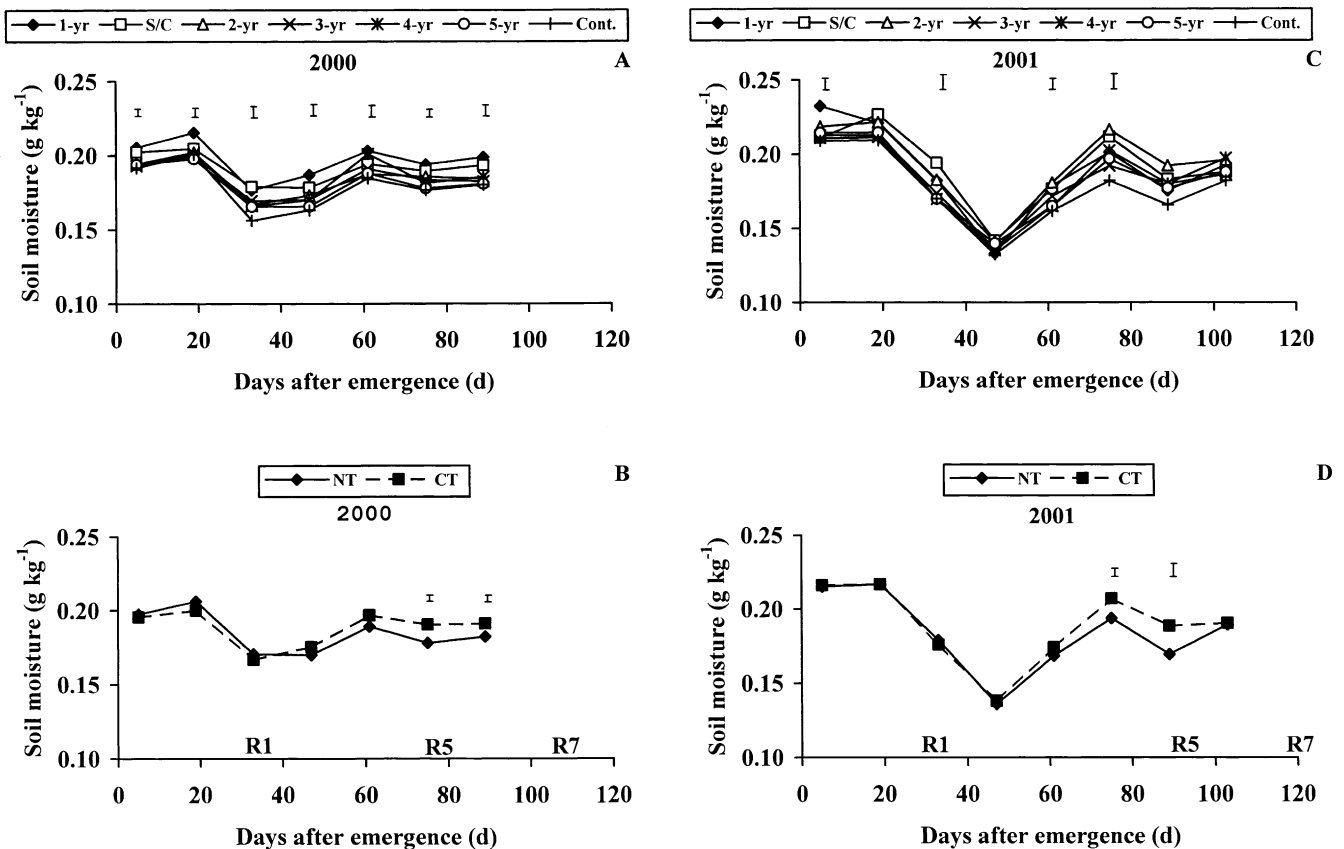 1-yr S/C 2-yr 3-yr 4-yr 5-yr Cont.
2000 A
Soil moisture (g kg⁻¹)
0.25
0.20
0.15
0.10
0 20 40 60 80 100 120
Days after emergence (d)
1-yr S/C 2-yr 3-yr 4-yr 5-yr Cont.
2001 C
Soil moisture (g kg⁻¹)
0.25
0.20
0.15
0.10
0 20 40 60 80 100 120
Days after emergence (d)
B
NT CT
2000
Soil moisture (g kg⁻¹)
0.25
0.20
0.15
0.10
R1 R5 R7
0 20 40 60 80 100 120
Days after emergence (d)
D
NT CT
2001
Soil moisture (g kg⁻¹)
0.25
0.20
0.15
0.10
R1 R5 R7
0 20 40 60 80 100 120
Days after emergence (d)